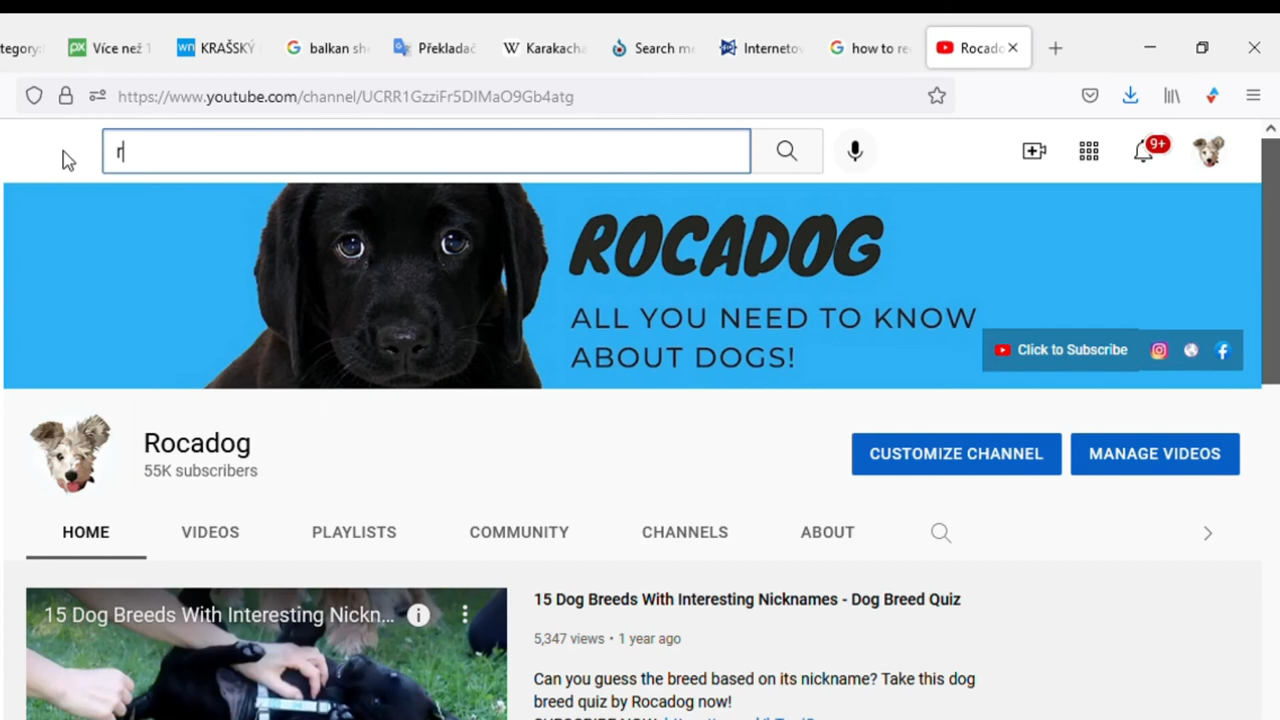 tegory:
Více než 1
wn KRAŠSKÝ
balkan sh
Překladač
W Karakacha
Search me
Internetov
how to re
Rocado
https://www.youtube.com/channel/UCRR1GzziFr5DIMaO9Gb4atg
r
9+
ROCADOG
ALL YOU NEED TO KNOW
ABOUT DOGS!
Click to Subscribe
Rocadog
55K subscribers
CUSTOMIZE CHANNEL
MANAGE VIDEOS
HOME VIDEOS PLAYLISTS COMMUNITY CHANNELS ABOUT
15 Dog Breeds With Interesting Nickn...
15 Dog Breeds With Interesting Nicknames - Dog Breed Quiz
5,347 views • 1 year ago
Can you guess the breed based on its nickname? Take this dog
breed quiz by Rocadog now!